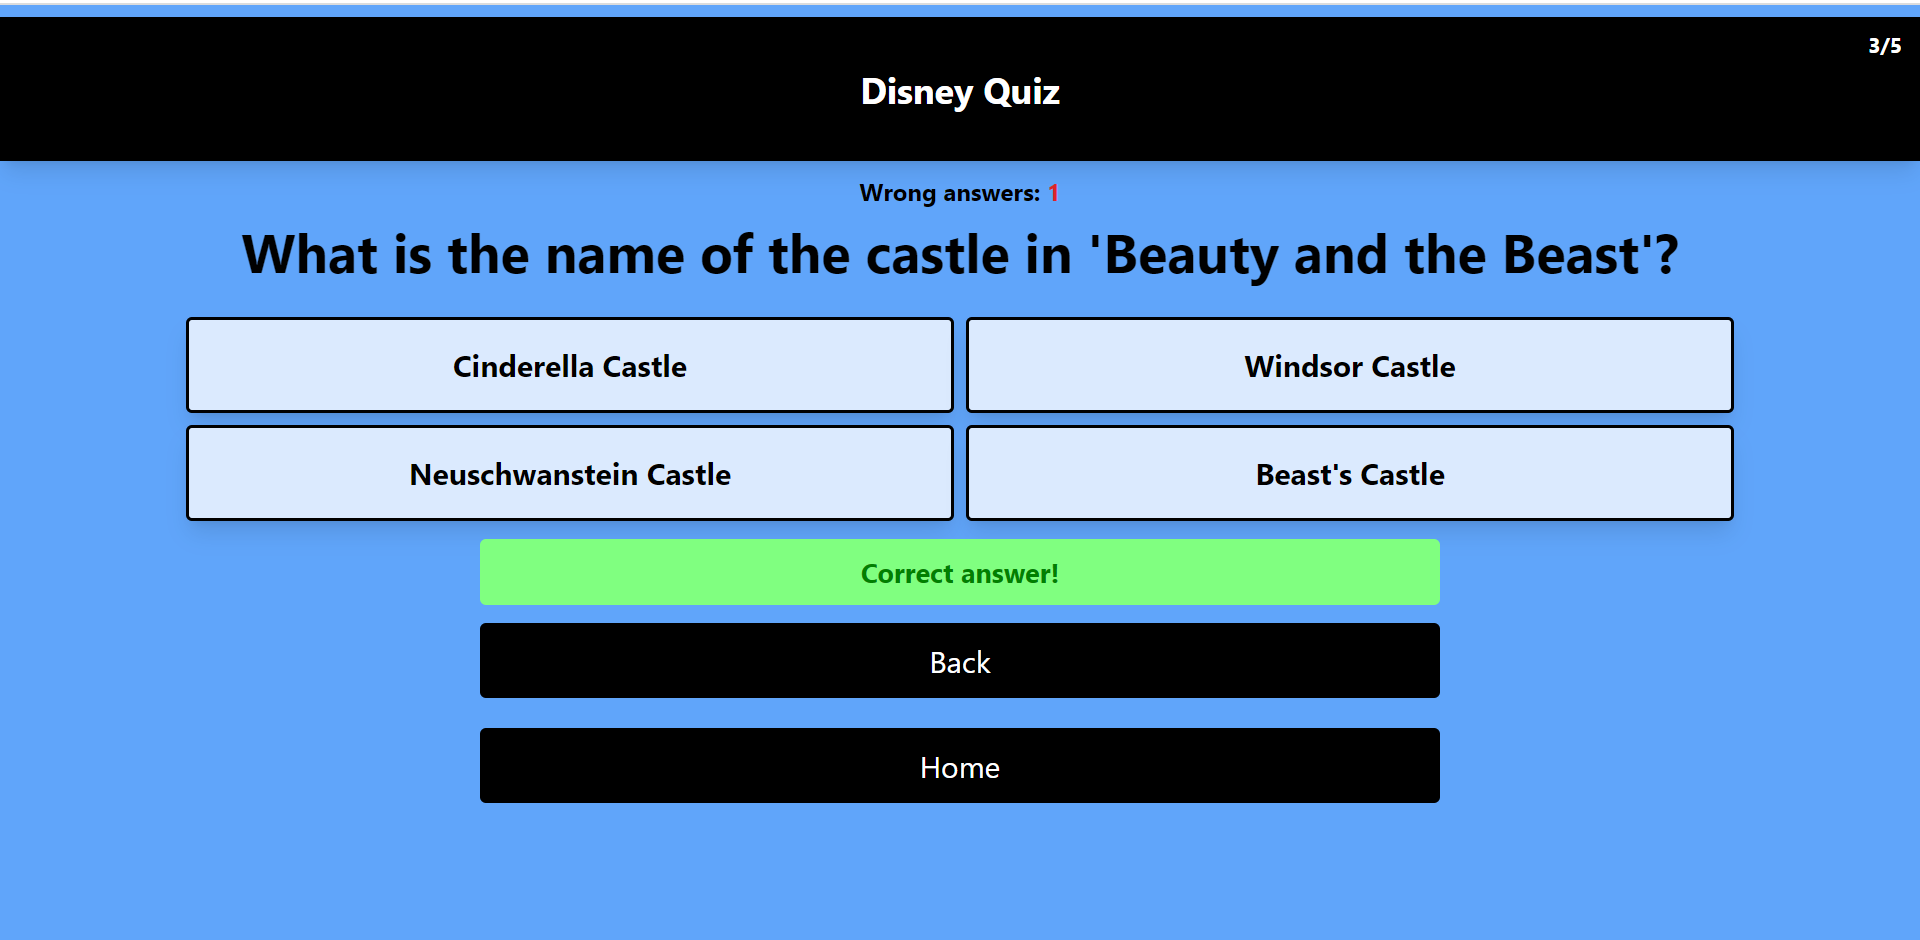 3/5
Disney Quiz
Wrong answers: 1
What is the name of the castle in 'Beauty and the Beast'?
Cinderella Castle
Windsor Castle
Neuschwanstein Castle
Beast's Castle
Correct answer!
Back
Home